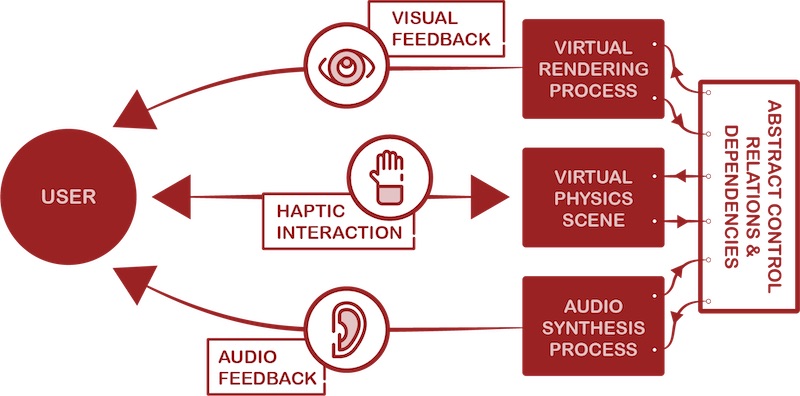 VISUAL
FEEDBACK
VIRTUAL
RENDERING
PROCESS
USER
HAPTIC
INTERACTION
VIRTUAL
PHYSICS
SCENE
ABSTRACT CONTROL
RELATIONS &
DEPENDENCIES
AUDIO
FEEDBACK
AUDIO
SYNTHESIS
PROCESS